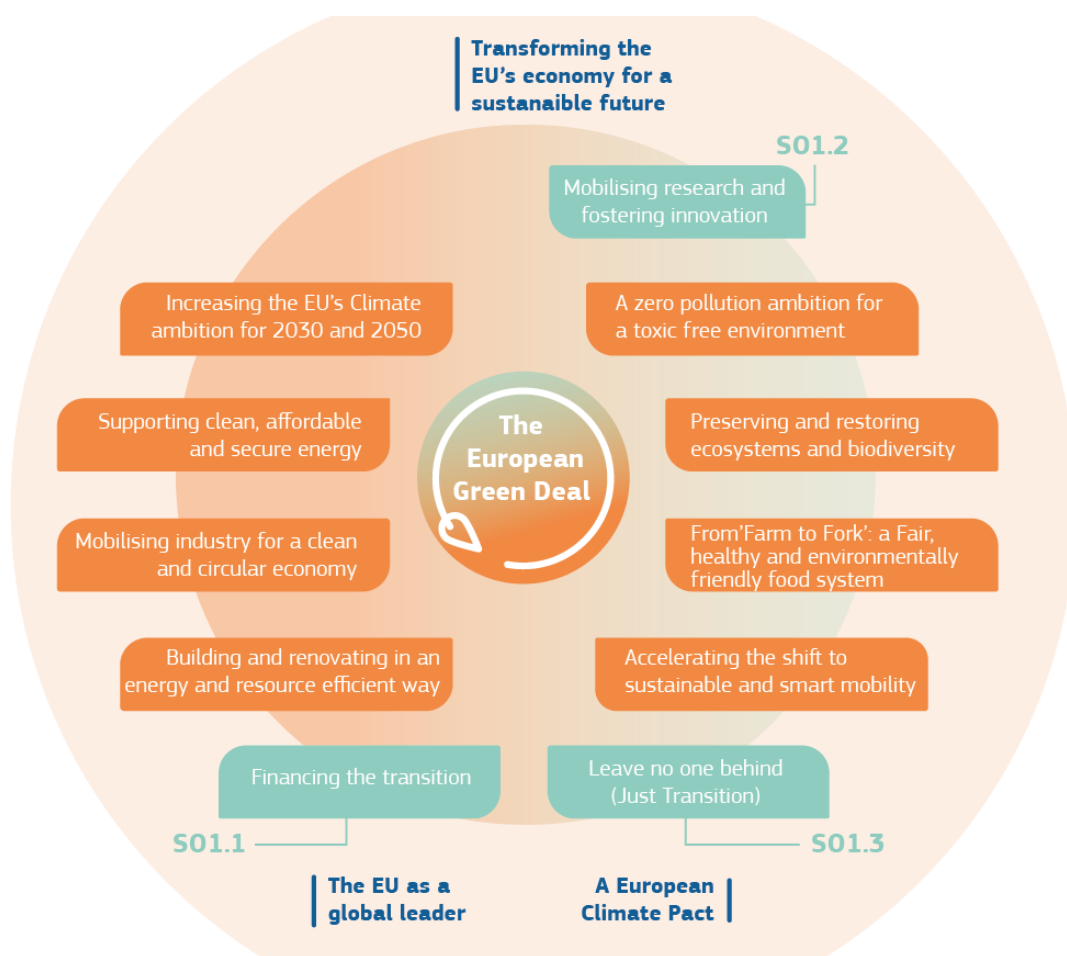 Transforming the
EU's economy for a
sustanaible future
S01.2
Mobilising research and
fostering innovation
Increasing the EU's Climate
ambition for 2030 and 2050
A zero pollution ambition for
a toxic free environment
Supporting clean, affordable
and secure energy
Preserving and restoring
ecosystems and biodiversity
The
European
Green Deal
Mobilising industry for a clean
and circular economy
From'Farm to Fork': a Fair,
healthy and environmentally
friendly food system
Building and renovating in an
energy and resource efficient way
Accelerating the shift to
sustainable and smart mobility
Financing the transition
Leave no one behind
(Just Transition)
S01.1
S01.3
The EU as a
global leader
A European
Climate Pact